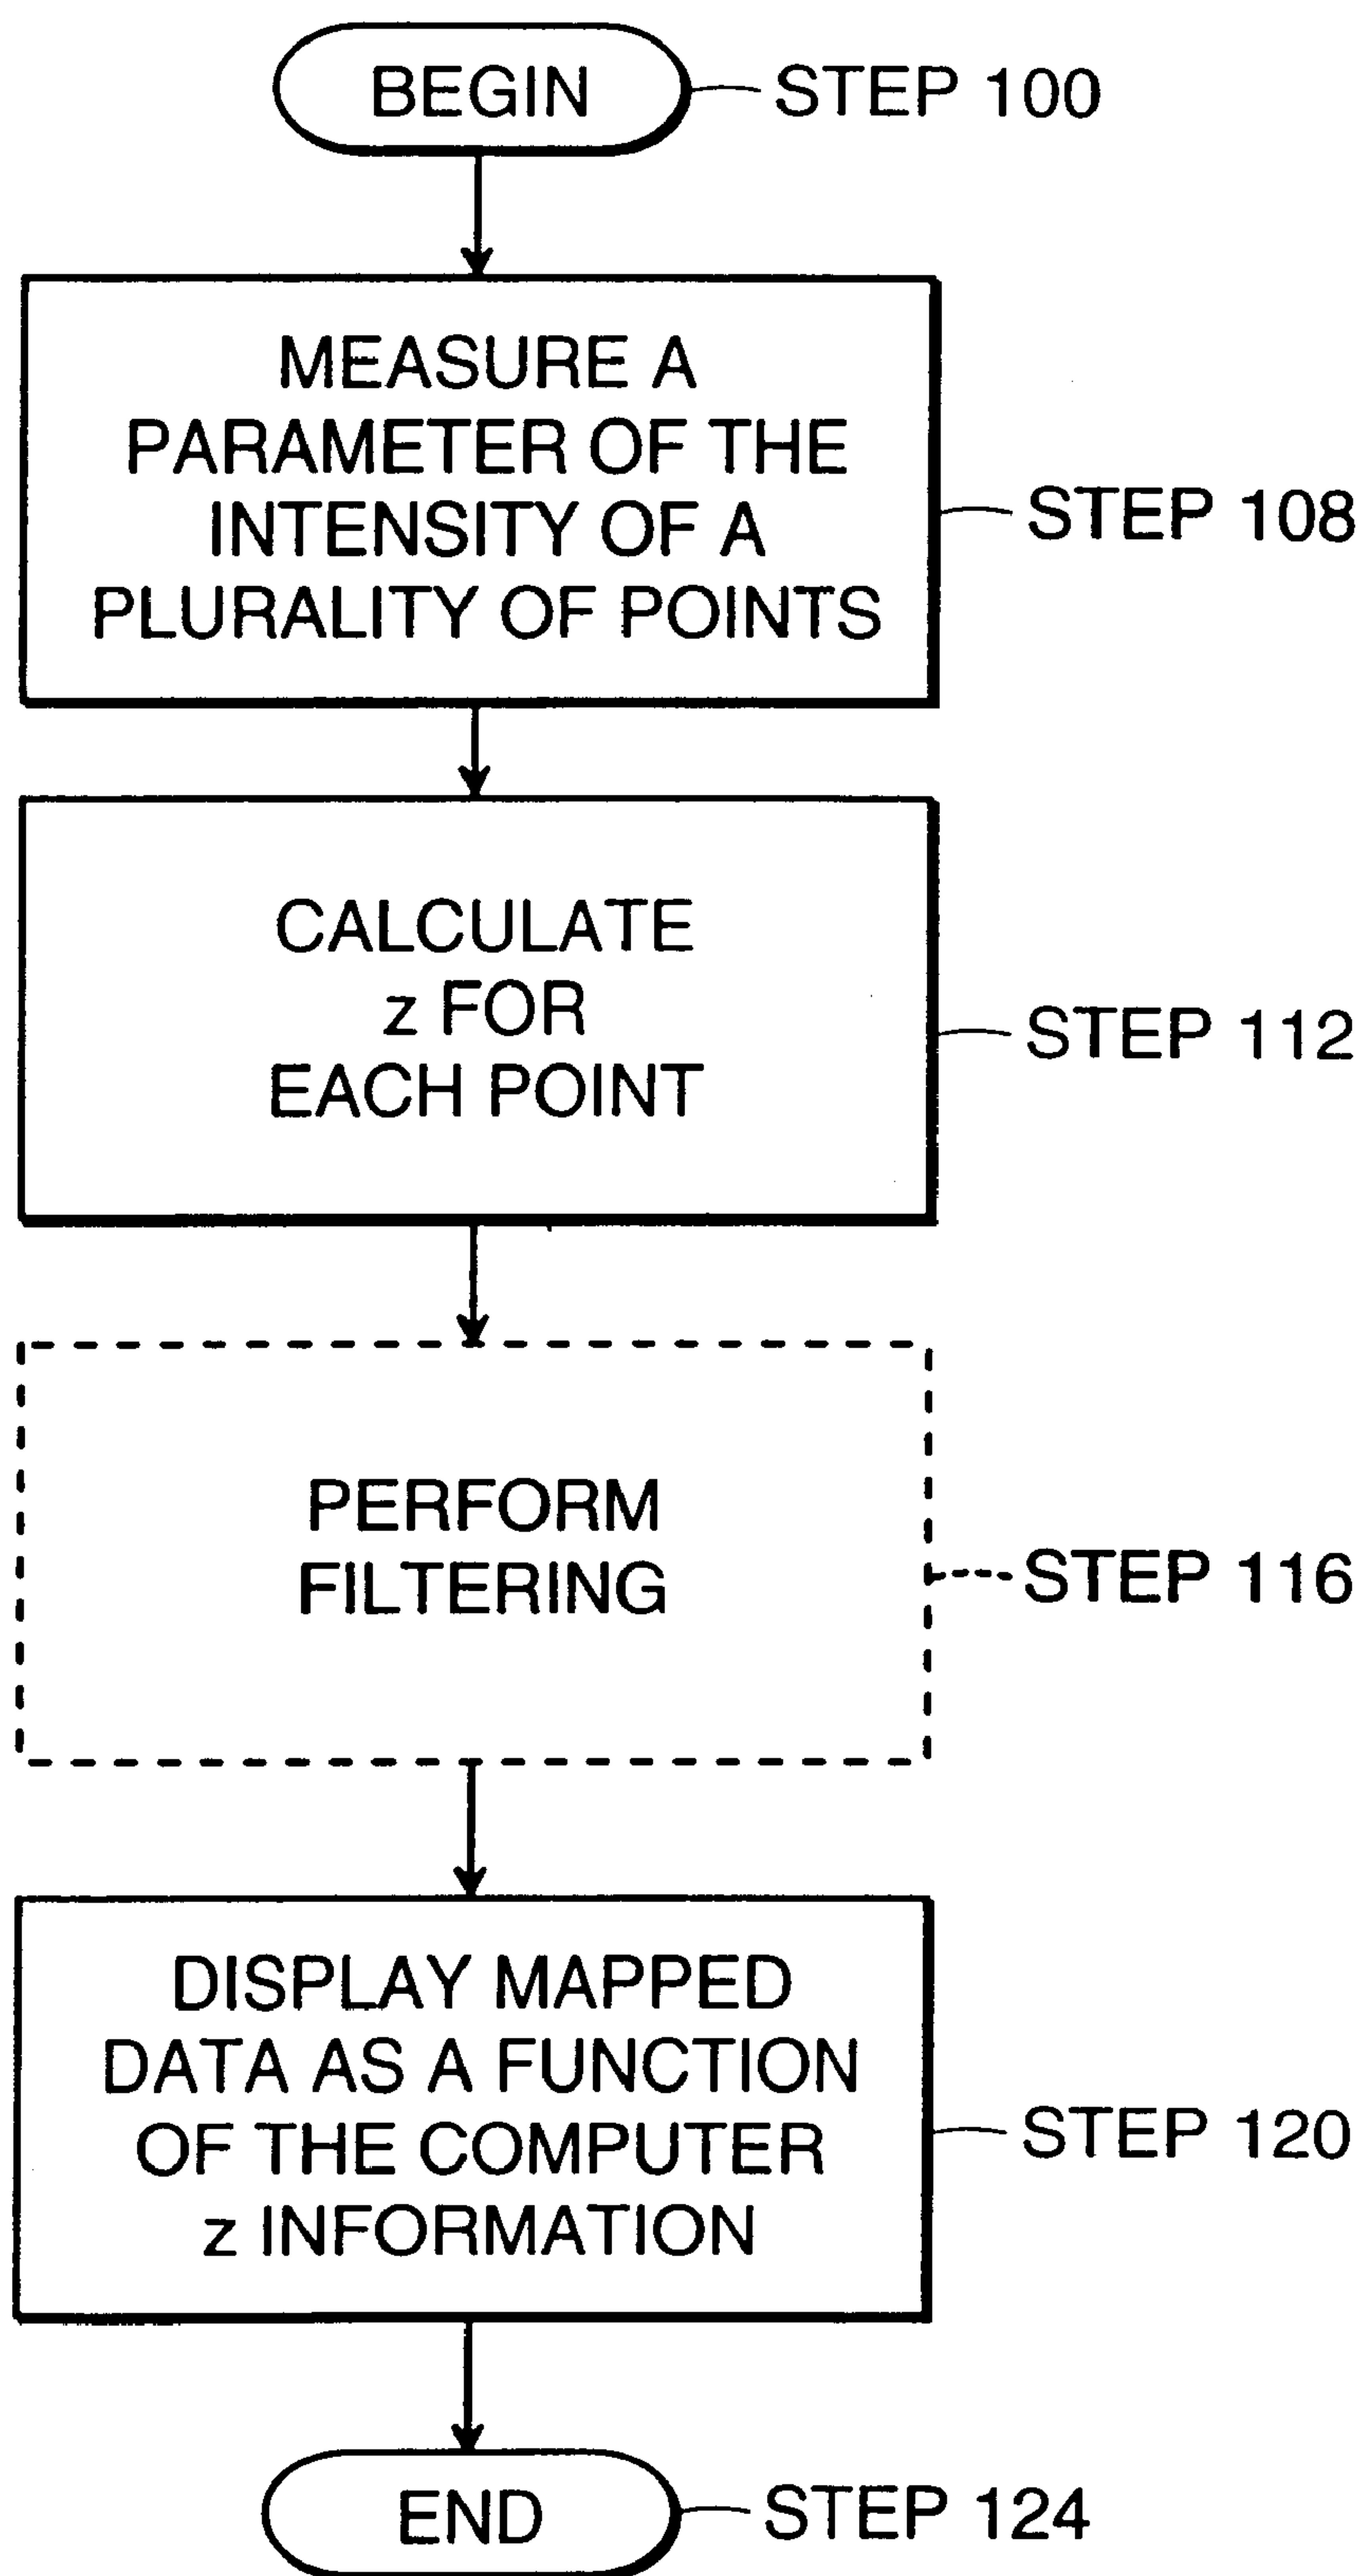 BEGIN
STEP 100
MEASURE A
PARAMETER OF THE
INTENSITY OF A
PLURALITY OF POINTS
STEP 108
CALCULATE
z FOR
EACH POINT
STEP 112
PERFORM
FILTERING
STEP 116
DISPLAY MAPPED
DATA AS A FUNCTION
OF THE COMPUTER
z INFORMATION
STEP 120
END
STEP 124